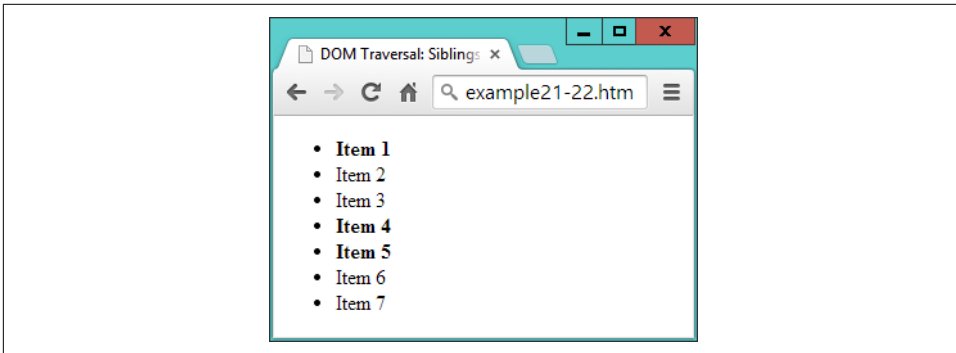 DOM Traversal: Siblings
example21-22.htm
Item 1
Item 2
Item 3
Item 4
Item 5
Item 6
Item 7